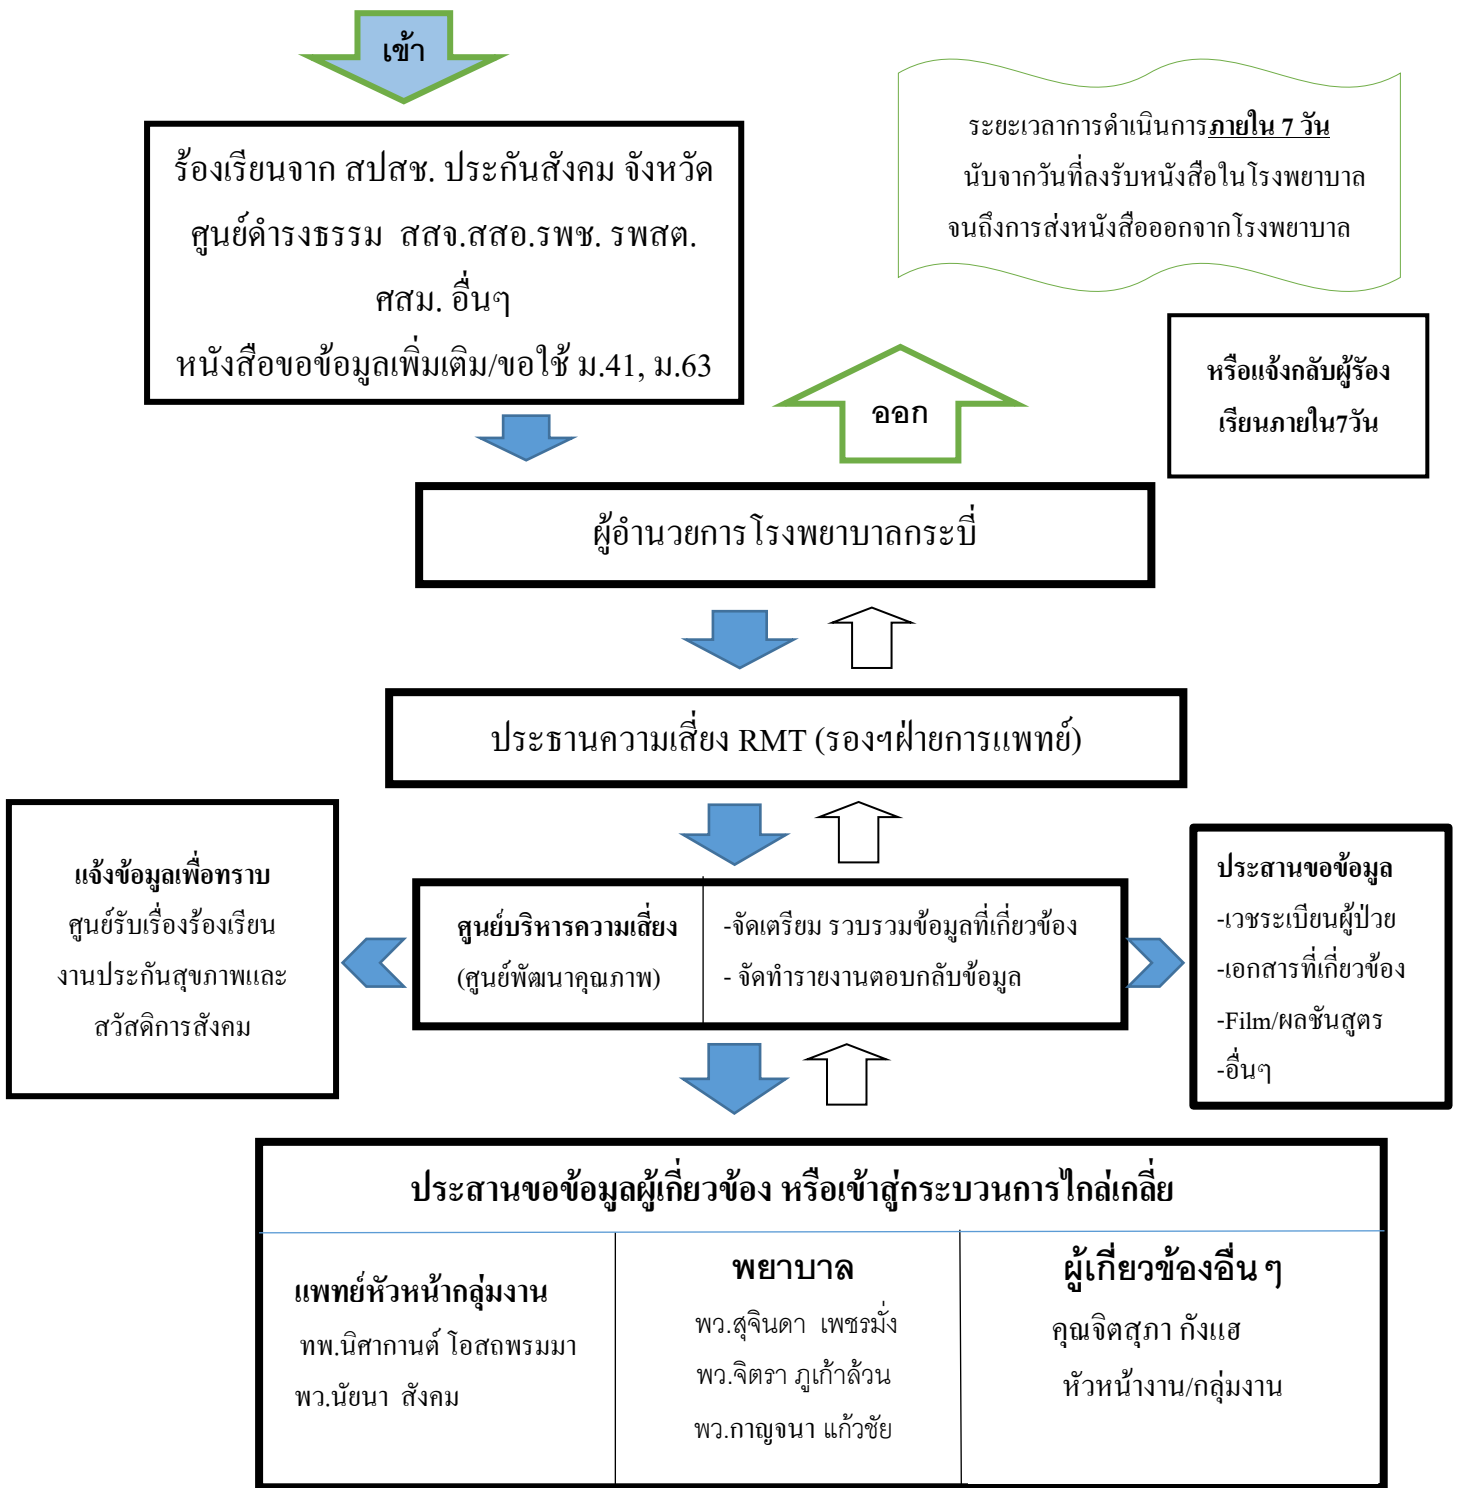 เข้า
ร้องเรียนจาก สปสช. ประกันสังคม จังหวัด
ศูนย์ดำรงธรรม สสจ.สสอ.รพช. รพสต.
ศสม. อื่นๆ
หนังสือขอข้อมูลเพิ่มเติม/ขอใช้ ม.41, ม.63
ระยะเวลาการดำเนินการภายใน 7 วัน
นับจากวันที่ลงรับหนังสือในโรงพยาบาล
จนถึงการส่งหนังสือออกจากโรงพยาบาล
หรือแจ้งกลับผู้ร้อง
เรียนภายใน7วัน
ออก
ผู้อำนวยการโรงพยาบาลกระบี่
ประธานความเสี่ยง RMT (รองฯฝ่ายการแพทย์)
แจ้งข้อมูลเพื่อทราบ
ศูนย์รับเรื่องร้องเรียน
งานประกันสุขภาพและ
สวัสดิการสังคม
ศูนย์บริหารความเสี่ยง
(ศูนย์พัฒนาคุณภาพ)
-จัดเตรียม รวบรวมข้อมูลที่เกี่ยวข้อง
- จัดทำรายงานตอบกลับข้อมูล
ประสานขอข้อมูล
-เวชระเบียนผู้ป่วย
-เอกสารที่เกี่ยวข้อง
-Film/ผลชันสูตร
-อื่นๆ
ประสานขอข้อมูลผู้เกี่ยวข้อง หรือเข้าสู่กระบวนการไกล่เกลี่ย
แพทย์หัวหน้ากลุ่มงาน
ทพ.นิศากานต์ โอสถพรมมา
พว.นัยนา สังคม
พยาบาล
พว.สุจินดา เพชรมั่ง
พว.จิตรา ภูเก้าล้วน
พว.กาญจนา แก้วชัย
ผู้เกี่ยวข้องอื่น ๆ
คุณจิตสุภา กังแฮ
หัวหน้างาน/กลุ่มงาน